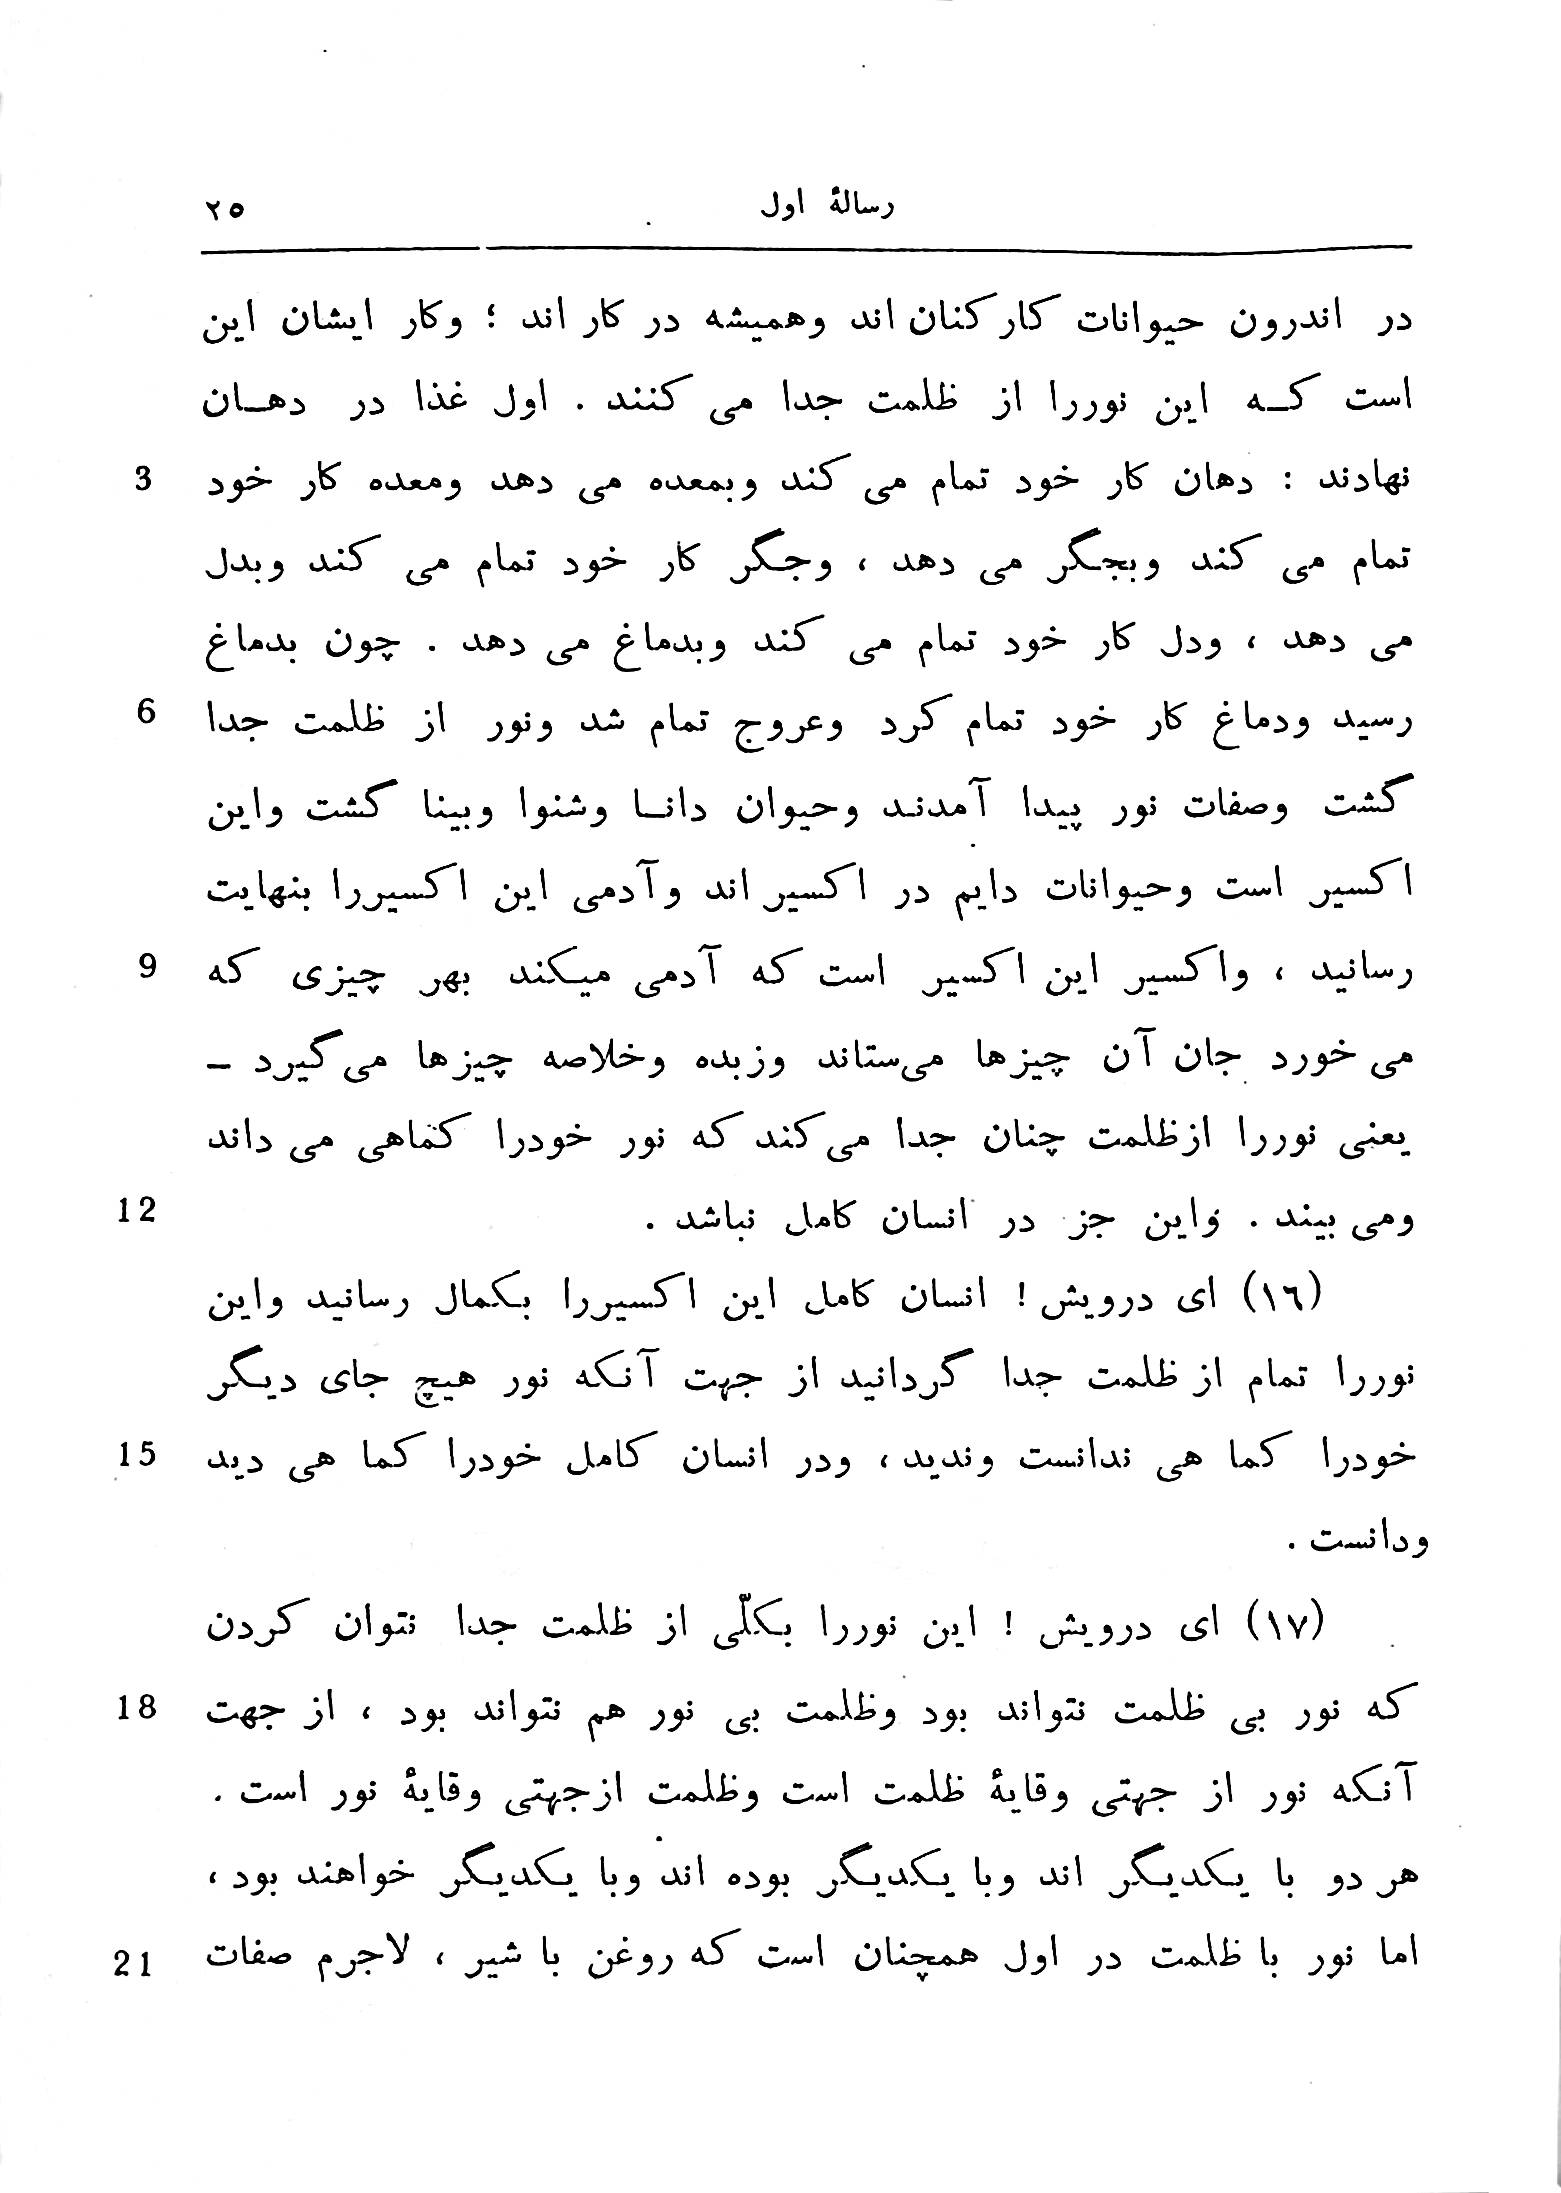 رسالهٔ اول ٢٥
در اندرون حیوانات کارکنان اند وهمیشه در کار اند ؛ وکار ایشان این
است کـه این نوررا از ظلمت جدا می کنند . اول غذا در دهـان
نهادند : دهان کار خود تمام می کند وبمعده می دهد ومعده کار خود 3
تمام می کند وبجگر می دهد ، وجگر کار خود تمام می کند وبدل
می دهد ، ودل کار خود تمام می کند وبدماغ می دهد . چون بدماغ
رسید ودماغ کار خود تمام کرد وعروج تمام شد ونور از ظلمت جدا 6
گشت وصفات نور پیدا آمدند وحیوان دانـا وشنوا وبینا گشت واین
اکسیر است وحیوانات دایم در اکسیر اند وآدمی این اکسیررا بنهایت
رسانید ، واکسیر این اکسیر است که آدمی میکند بهر چیزی که 9
می خورد جان آن چیزها می‌ستاند وزبده وخلاصه چیزها می گیرد –
یعنی نوررا ازظلمت چنان جدا می کند که نور خودرا کماهی می داند
ومی بیند . واین جز در انسان کامل نباشد . 12
(١٦) ای درویش ! انسان کامل این اکسیررا بکمال رسانید واین
نوررا تمام از ظلمت جدا گردانید از جهت آنکه نور هیچ جای دیگر
خودرا کما هی ندانست وندید ، ودر انسان کامل خودرا کما هی دید 15
ودانست .
(١٧) ای درویش ! این نوررا بکلّی از ظلمت جدا نتوان کردن
که نور بی ظلمت نتواند بود وظلمت بی نور هم نتواند بود ، از جهت 18
آنکه نور از جهتی وقایهٔ ظلمت است وظلمت ازجهتی وقایهٔ نور است .
هر دو با یکدیگر اند وبا یکدیگر بوده اند وبا یکدیگر خواهند بود ،
اما نور با ظلمت در اول همچنان است که روغن با شیر ، لاجرم صفات 21